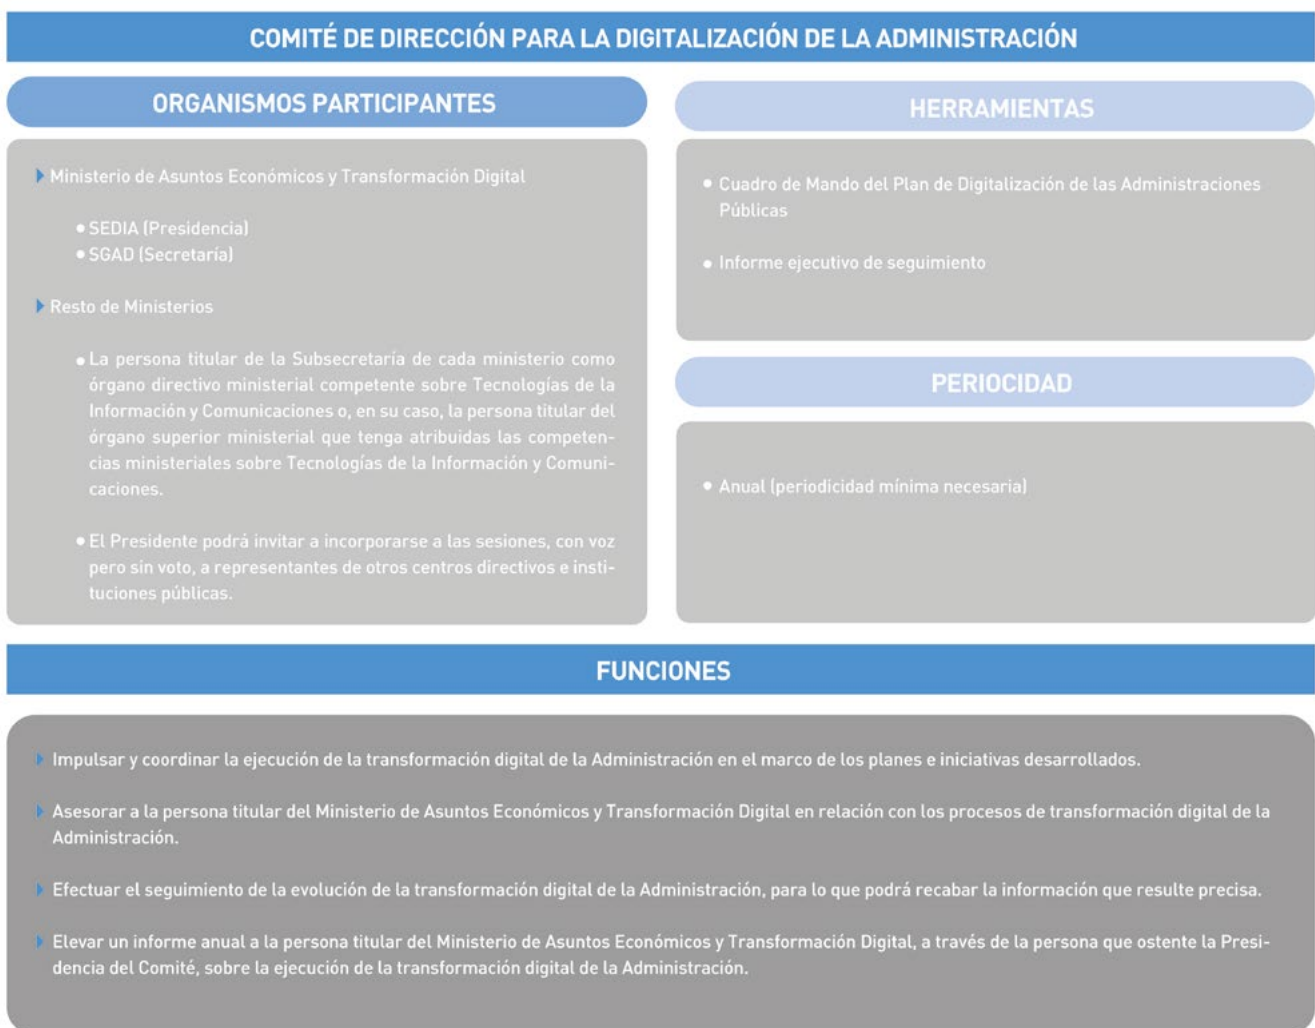 COMITÉ DE DIRECCIÓN PARA LA DIGITALIZACIÓN DE LA ADMINISTRACIÓN
ORGANISMOS PARTICIPANTES
Ministerio de Asuntos Económicos y Transformación Digital
SEDIA (Presidencia)
SGAD (Secretaría)
Resto de Ministerios
La persona titular de la Subsecretaría de cada ministerio como
órgano directivo ministerial competente sobre Tecnologías de la
Información y Comunicaciones o, en su caso, la persona titular del
órgano superior ministerial que tenga atribuidas las competen-
cias ministeriales sobre Tecnologías de la Información y Comuni-
caciones.
El Presidente podrá invitar a incorporarse a las sesiones, con voz
pero sin voto, a representantes de otros centros directivos e insti-
tuciones públicas.
HERRAMIENTAS
Cuadro de Mando del Plan de Digitalización de las Administraciones
Públicas
Informe ejecutivo de seguimiento
PERIOCIDAD
Anual (periodicidad mínima necesaria)
FUNCIONES
Impulsar y coordinar la ejecución de la transformación digital de la Administración en el marco de los planes e iniciativas desarrollados.
Asesorar a la persona titular del Ministerio de Asuntos Económicos y Transformación Digital en relación con los procesos de transformación digital de la
Administración.
Efectuar el seguimiento de la evolución de la transformación digital de la Administración, para lo que podrá recabar la información que resulte precisa.
Elevar un informe anual a la persona titular del Ministerio de Asuntos Económicos y Transformación Digital, a través de la persona que ostente la Presi-
dencia del Comité, sobre la ejecución de la transformación digital de la Administración.